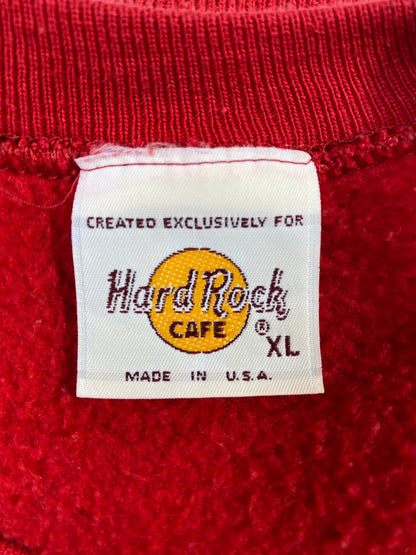 CREATED EXCLUSIVELY FOR
Hard Rock
CAFE ®
XL
MADE IN U.S.A.